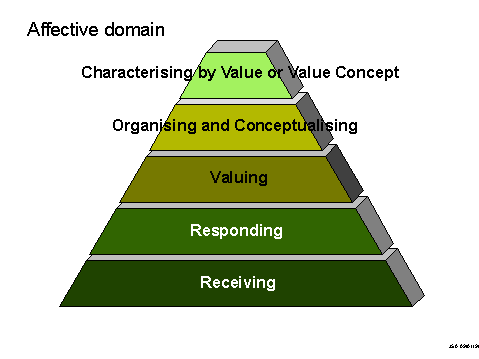 Affective domain
Characterising by Value or Value Concept
Organising and Conceptualising
Valuing
Responding
Receiving